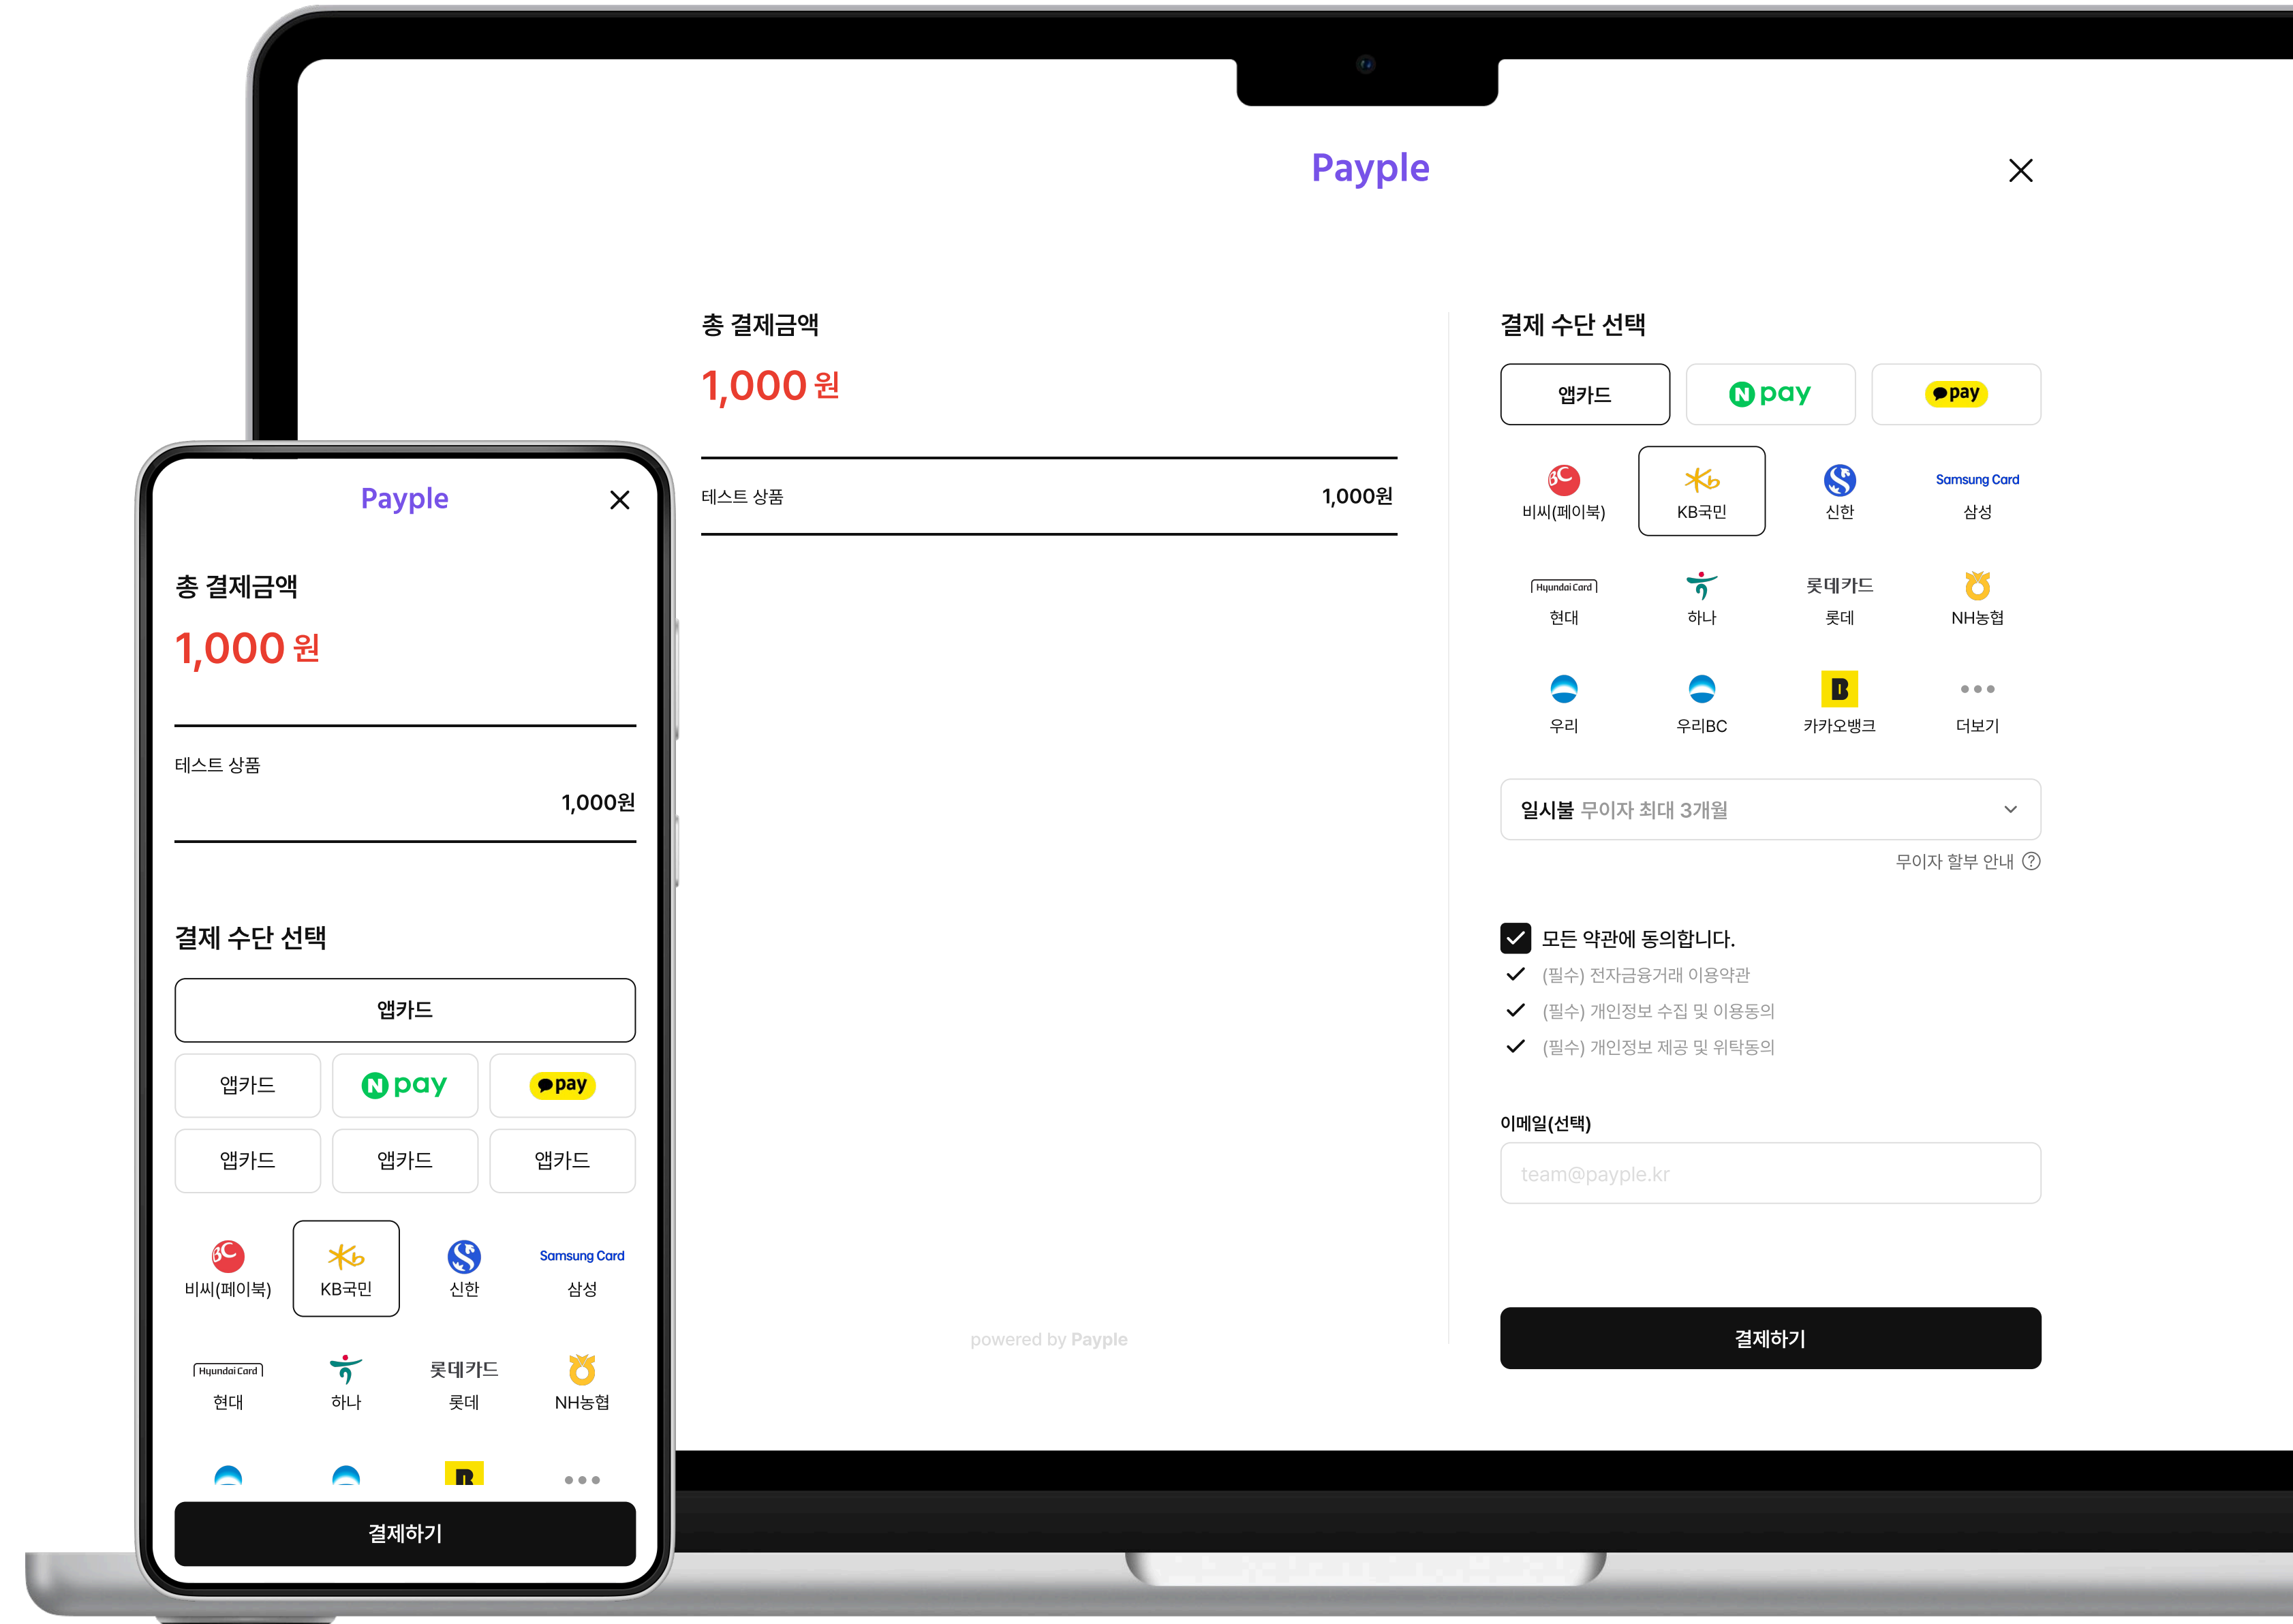 Payple
총 결제금액
1,000 원
테스트 상품
1,000원
powered by Payple
결제 수단 선택
앱카드
N pay
pay
비씨(페이북)
KB국민
신한
Samsung Card
삼성
Hyundai Card
현대
하나
롯데카드
롯데
NH농협
우리
우리BC
카카오뱅크
더보기
일시불 무이자 최대 3개월
무이자 할부 안내 ?
모든 약관에 동의합니다.
(필수) 전자금융거래 이용약관
(필수) 개인정보 수집 및 이용동의
(필수) 개인정보 제공 및 위탁동의
이메일(선택)
team@payple.kr
결제하기
Payple
총 결제금액
1,000 원
테스트 상품
1,000원
결제 수단 선택
앱카드
앱카드
N pay
pay
앱카드
앱카드
앱카드
BC
비씨(페이북)
KB국민
신한
Samsung Card
삼성
Hyundai Card
현대
하나
롯데카드
롯데
NH농협
결제하기